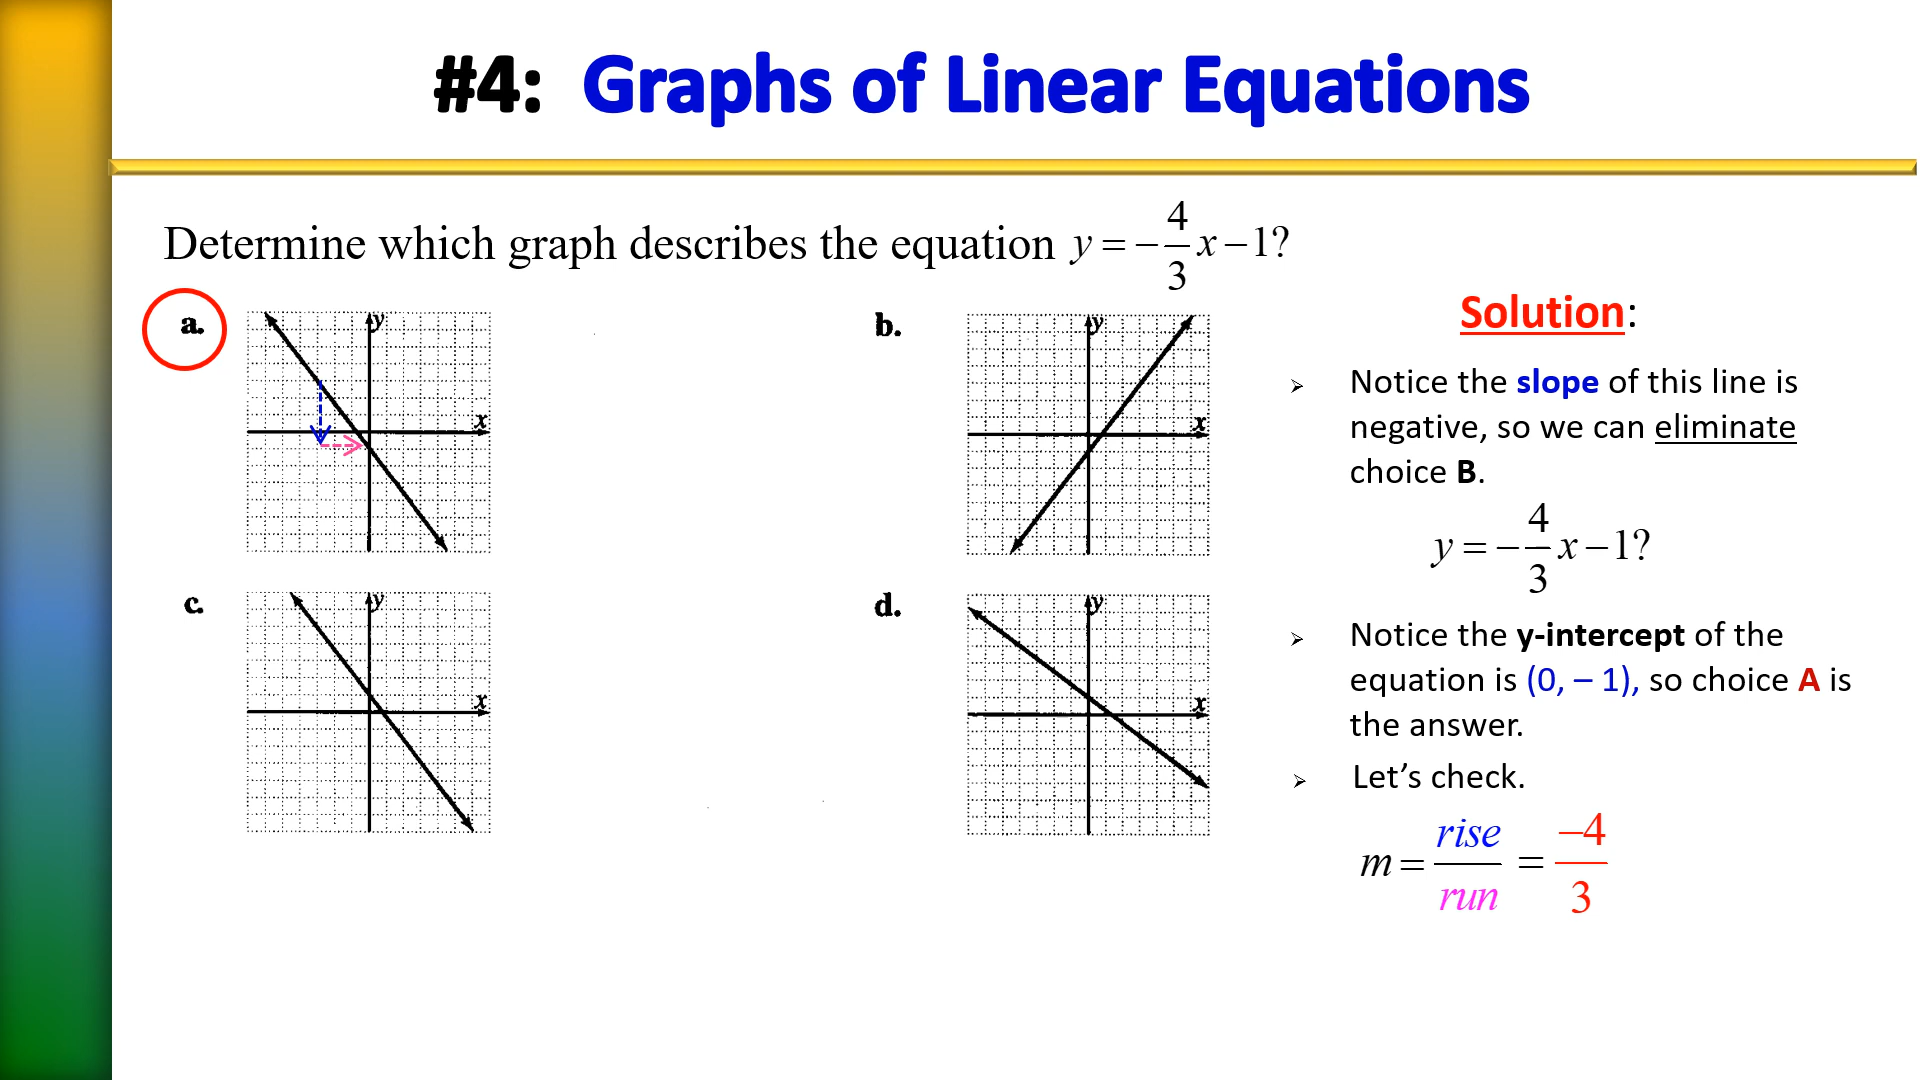 #4: Graphs of Linear Equations
Determine which graph describes the equation y = −4/3 x − 1?
a.
y
x
b.
y
x
c.
y
x
d.
y
x
Solution:
➢ Notice the slope of this line is
negative, so we can eliminate
choice B.
y = −4/3 x − 1?
➢ Notice the y-intercept of the
equation is (0, – 1), so choice A is
the answer.
➢ Let’s check.
m = rise/run = −4/3